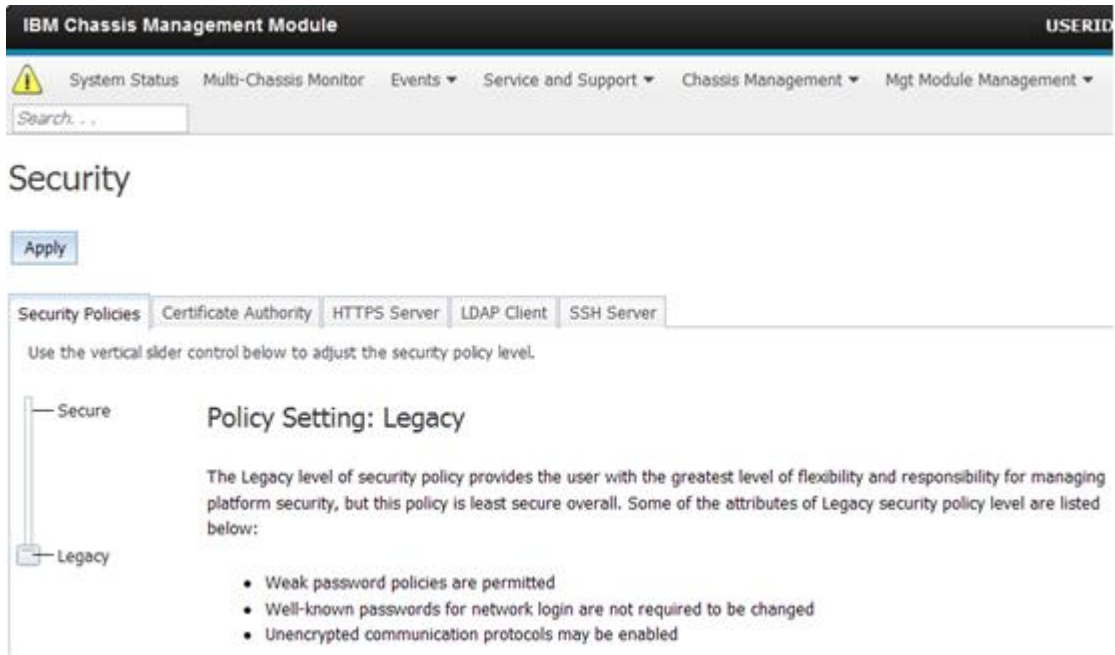 IBM Chassis Management Module
USERID
System Status Multi-Chassis Monitor Events Service and Support Chassis Management Mgt Module Management
Search. . .
Security
Apply
Security Policies Certificate Authority HTTPS Server LDAP Client SSH Server
Use the vertical slider control below to adjust the security policy level.
Secure
Legacy
Policy Setting: Legacy
The Legacy level of security policy provides the user with the greatest level of flexibility and responsibility for managing
platform security, but this policy is least secure overall. Some of the attributes of Legacy security policy level are listed
below:
• Weak password policies are permitted
• Well-known passwords for network login are not required to be changed
• Unencrypted communication protocols may be enabled